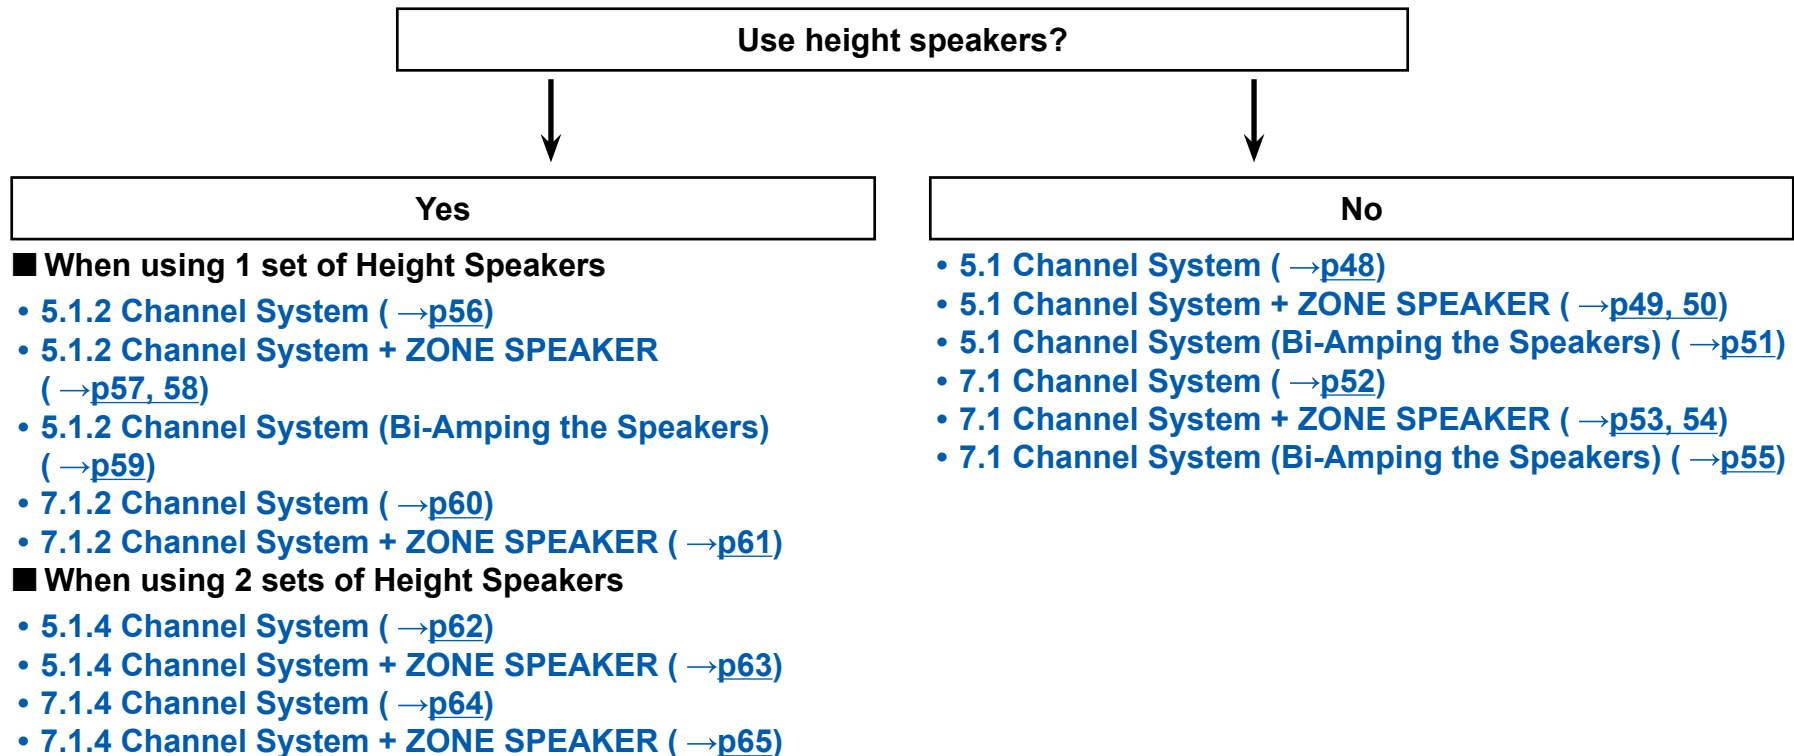 Use height speakers?
Yes
■ When using 1 set of Height Speakers
• 5.1.2 Channel System ( →p56)
• 5.1.2 Channel System + ZONE SPEAKER
( →p57, 58)
• 5.1.2 Channel System (Bi-Amping the Speakers)
( →p59)
• 7.1.2 Channel System ( →p60)
• 7.1.2 Channel System + ZONE SPEAKER ( →p61)
■ When using 2 sets of Height Speakers
• 5.1.4 Channel System ( →p62)
• 5.1.4 Channel System + ZONE SPEAKER ( →p63)
• 7.1.4 Channel System ( →p64)
• 7.1.4 Channel System + ZONE SPEAKER ( →p65)
No
• 5.1 Channel System ( →p48)
• 5.1 Channel System + ZONE SPEAKER ( →p49, 50)
• 5.1 Channel System (Bi-Amping the Speakers) ( →p51)
• 7.1 Channel System ( →p52)
• 7.1 Channel System + ZONE SPEAKER ( →p53, 54)
• 7.1 Channel System (Bi-Amping the Speakers) ( →p55)